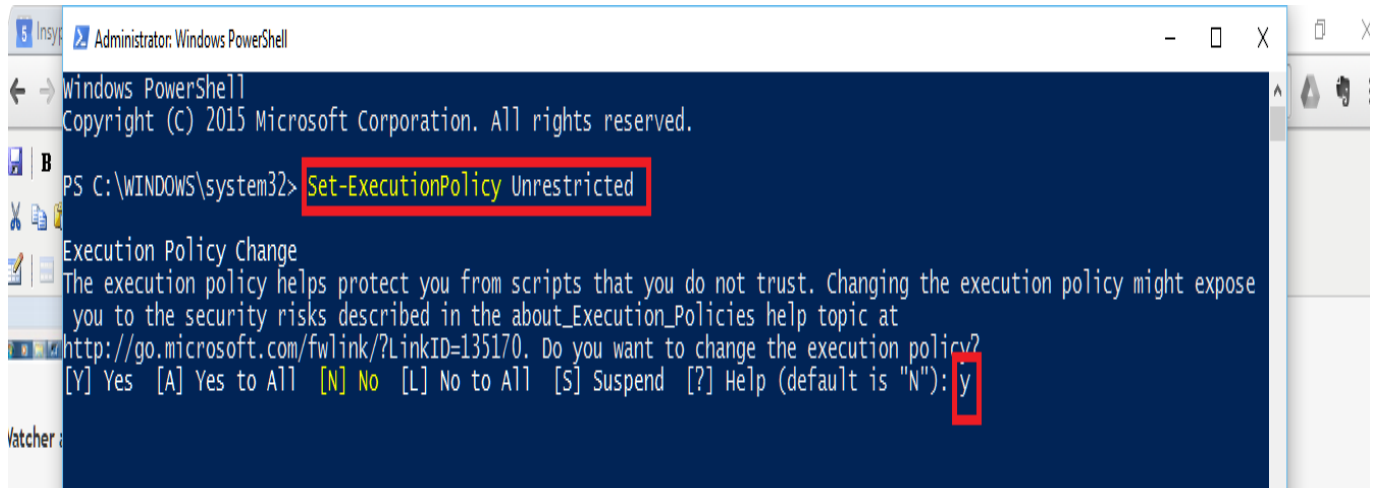 Insyp
Administrator: Windows PowerShell
Windows PowerShell
Copyright (C) 2015 Microsoft Corporation. All rights reserved.
B
PS C:\WINDOWS\system32> Set-ExecutionPolicy Unrestricted
Execution Policy Change
The execution policy helps protect you from scripts that you do not trust. Changing the execution policy might expose
you to the security risks described in the about_Execution_Policies help topic at
http://go.microsoft.com/fwlink/?LinkID=135170. Do you want to change the execution policy?
[Y] Yes [A] Yes to All [N] No [L] No to All [S] Suspend [?] Help (default is "N"): y
Watcher